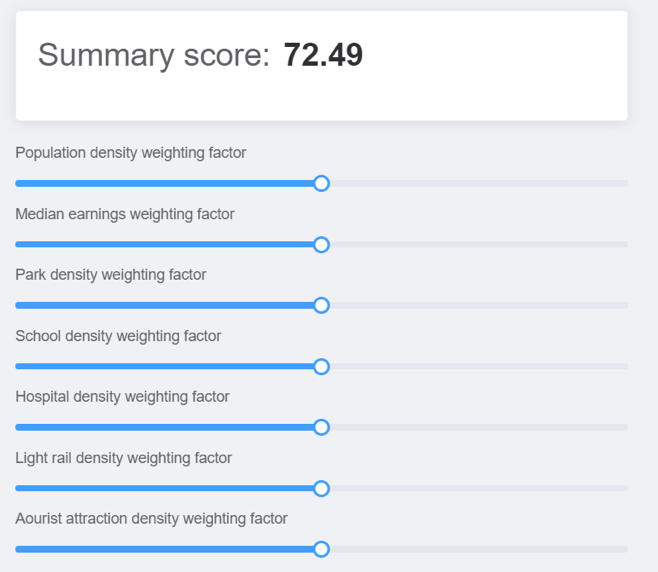 Summary score: 72.49
Population density weighting factor
Median earnings weighting factor
Park density weighting factor
School density weighting factor
Hospital density weighting factor
Light rail density weighting factor
Aourist attraction density weighting factor